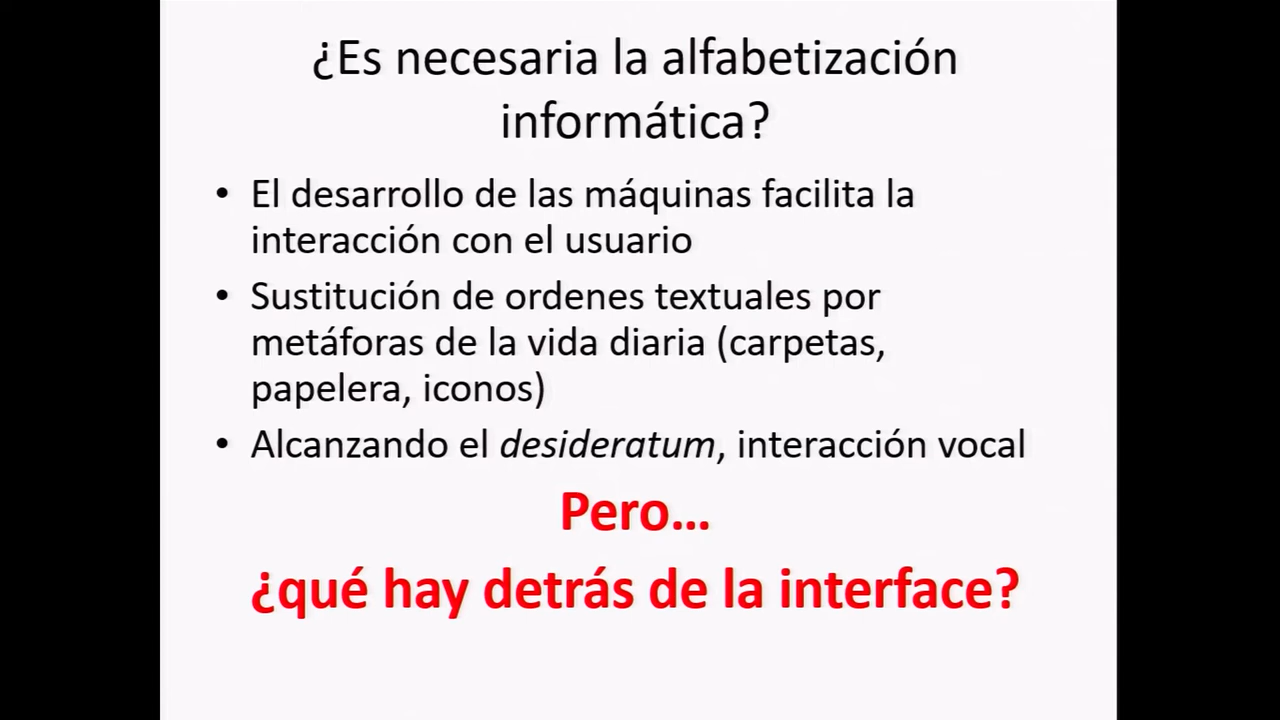 ¿Es necesaria la alfabetización
informática?
• El desarrollo de las máquinas facilita la
interacción con el usuario
• Sustitución de ordenes textuales por
metáforas de la vida diaria (carpetas,
papelera, iconos)
• Alcanzando el desideratum, interacción vocal
Pero...
¿qué hay detrás de la interface?